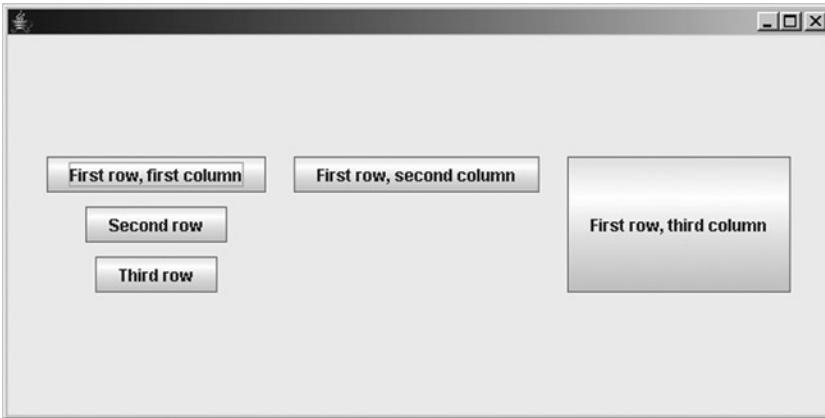 First row, first column
First row, second column
First row, third column
Second row
Third row